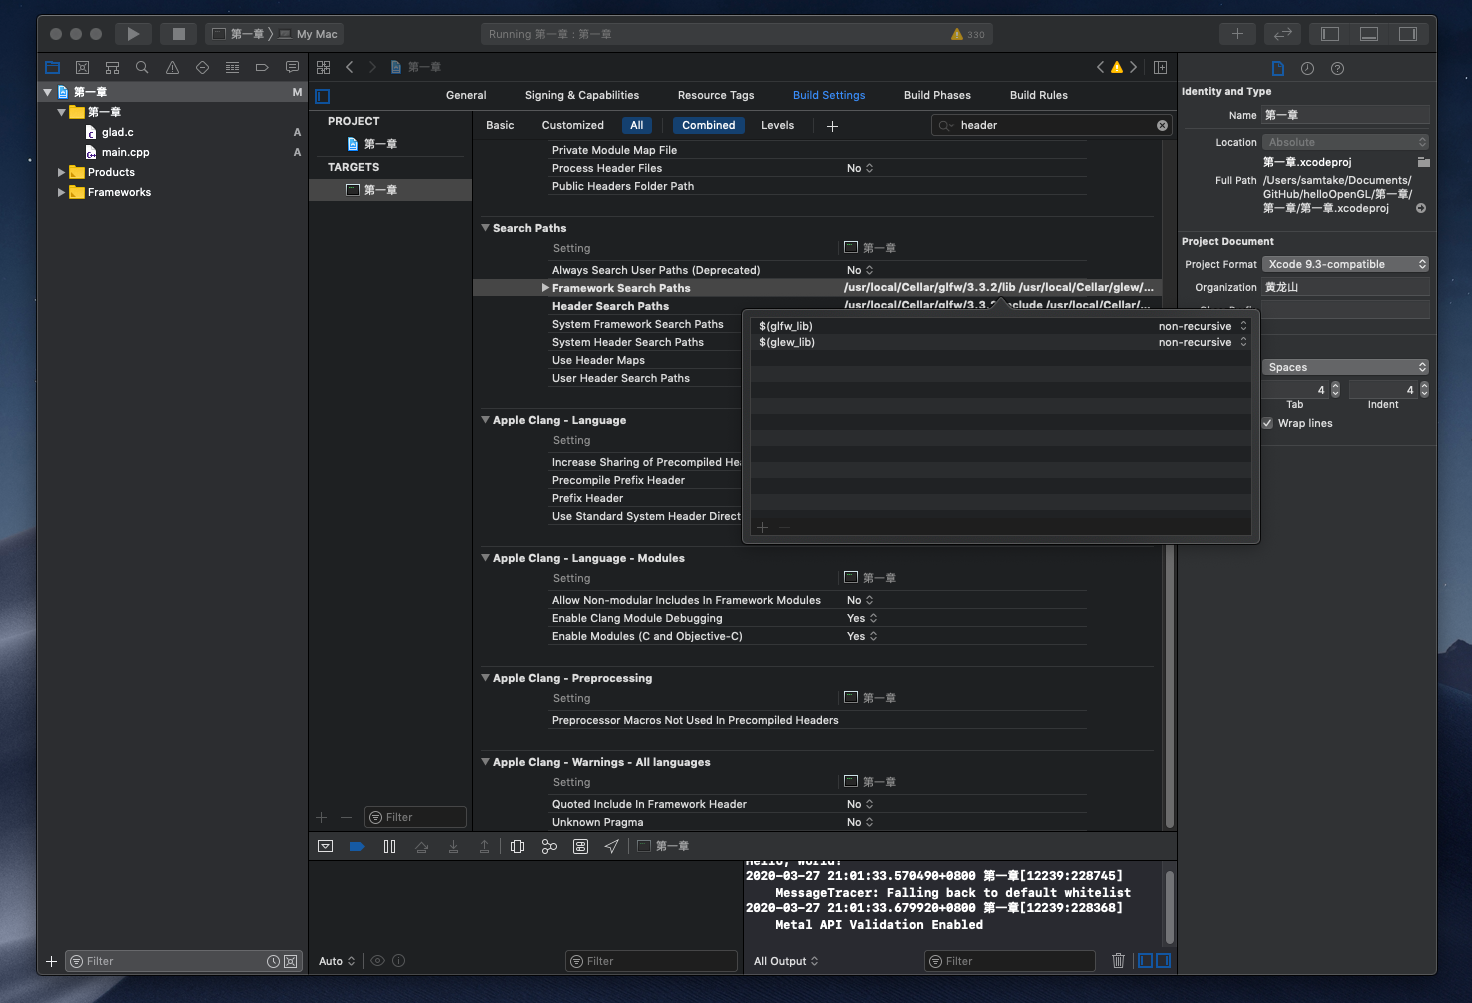 第一章 〉 My Mac
Running 第一章 : 第一章
330
第一章
M
第一章
glad.c
A
main.cpp
A
Products
Frameworks
Filter
第一章
General
Signing & Capabilities
Resource Tags
Build Settings
Build Phases
Build Rules
PROJECT
第一章
TARGETS
第一章
Filter
Basic
Customized
All
Combined
Levels
header
Private Module Map File
Process Header Files
No
Public Headers Folder Path
Search Paths
Setting
第一章
Always Search User Paths (Deprecated)
No
Framework Search Paths
/usr/local/Cellar/glfw/3.3.2/lib /usr/local/Cellar/glew/...
Header Search Paths
/usr/local/Cellar/glfw/3.3.2/include /usr/local/Cellar/...
System Framework Search Paths
System Header Search Paths
Use Header Maps
User Header Search Paths
$(glfw_lib)
non-recursive
$(glew_lib)
non-recursive
Apple Clang - Language
Setting
Increase Sharing of Precompiled Hea
Precompile Prefix Header
Prefix Header
Use Standard System Header Direct
Apple Clang - Language - Modules
Setting
第一章
Allow Non-modular Includes In Framework Modules
No
Enable Clang Module Debugging
Yes
Enable Modules (C and Objective-C)
Yes
Apple Clang - Preprocessing
Setting
第一章
Preprocessor Macros Not Used In Precompiled Headers
Apple Clang - Warnings - All languages
Setting
第一章
Quoted Include In Framework Header
No
Unknown Pragma
No
第一章
Hello, World!
2020-03-27 21:01:33.570490+0800 第一章[12239:228745]
MessageTracer: Falling back to default whitelist
2020-03-27 21:01:33.679920+0800 第一章[12239:228368]
Metal API Validation Enabled
Auto
Filter
All Output
Filter
Identity and Type
Name
第一章
Location
Absolute
第一章.xcodeproj
Full Path
/Users/samtake/Documents/
GitHub/helloOpenGL/第一章/
第一章/第一章.xcodeproj
Project Document
Project Format
Xcode 9.3-compatible
Organization
黄龙山
Spaces
4
4
Tab
Indent
Wrap lines